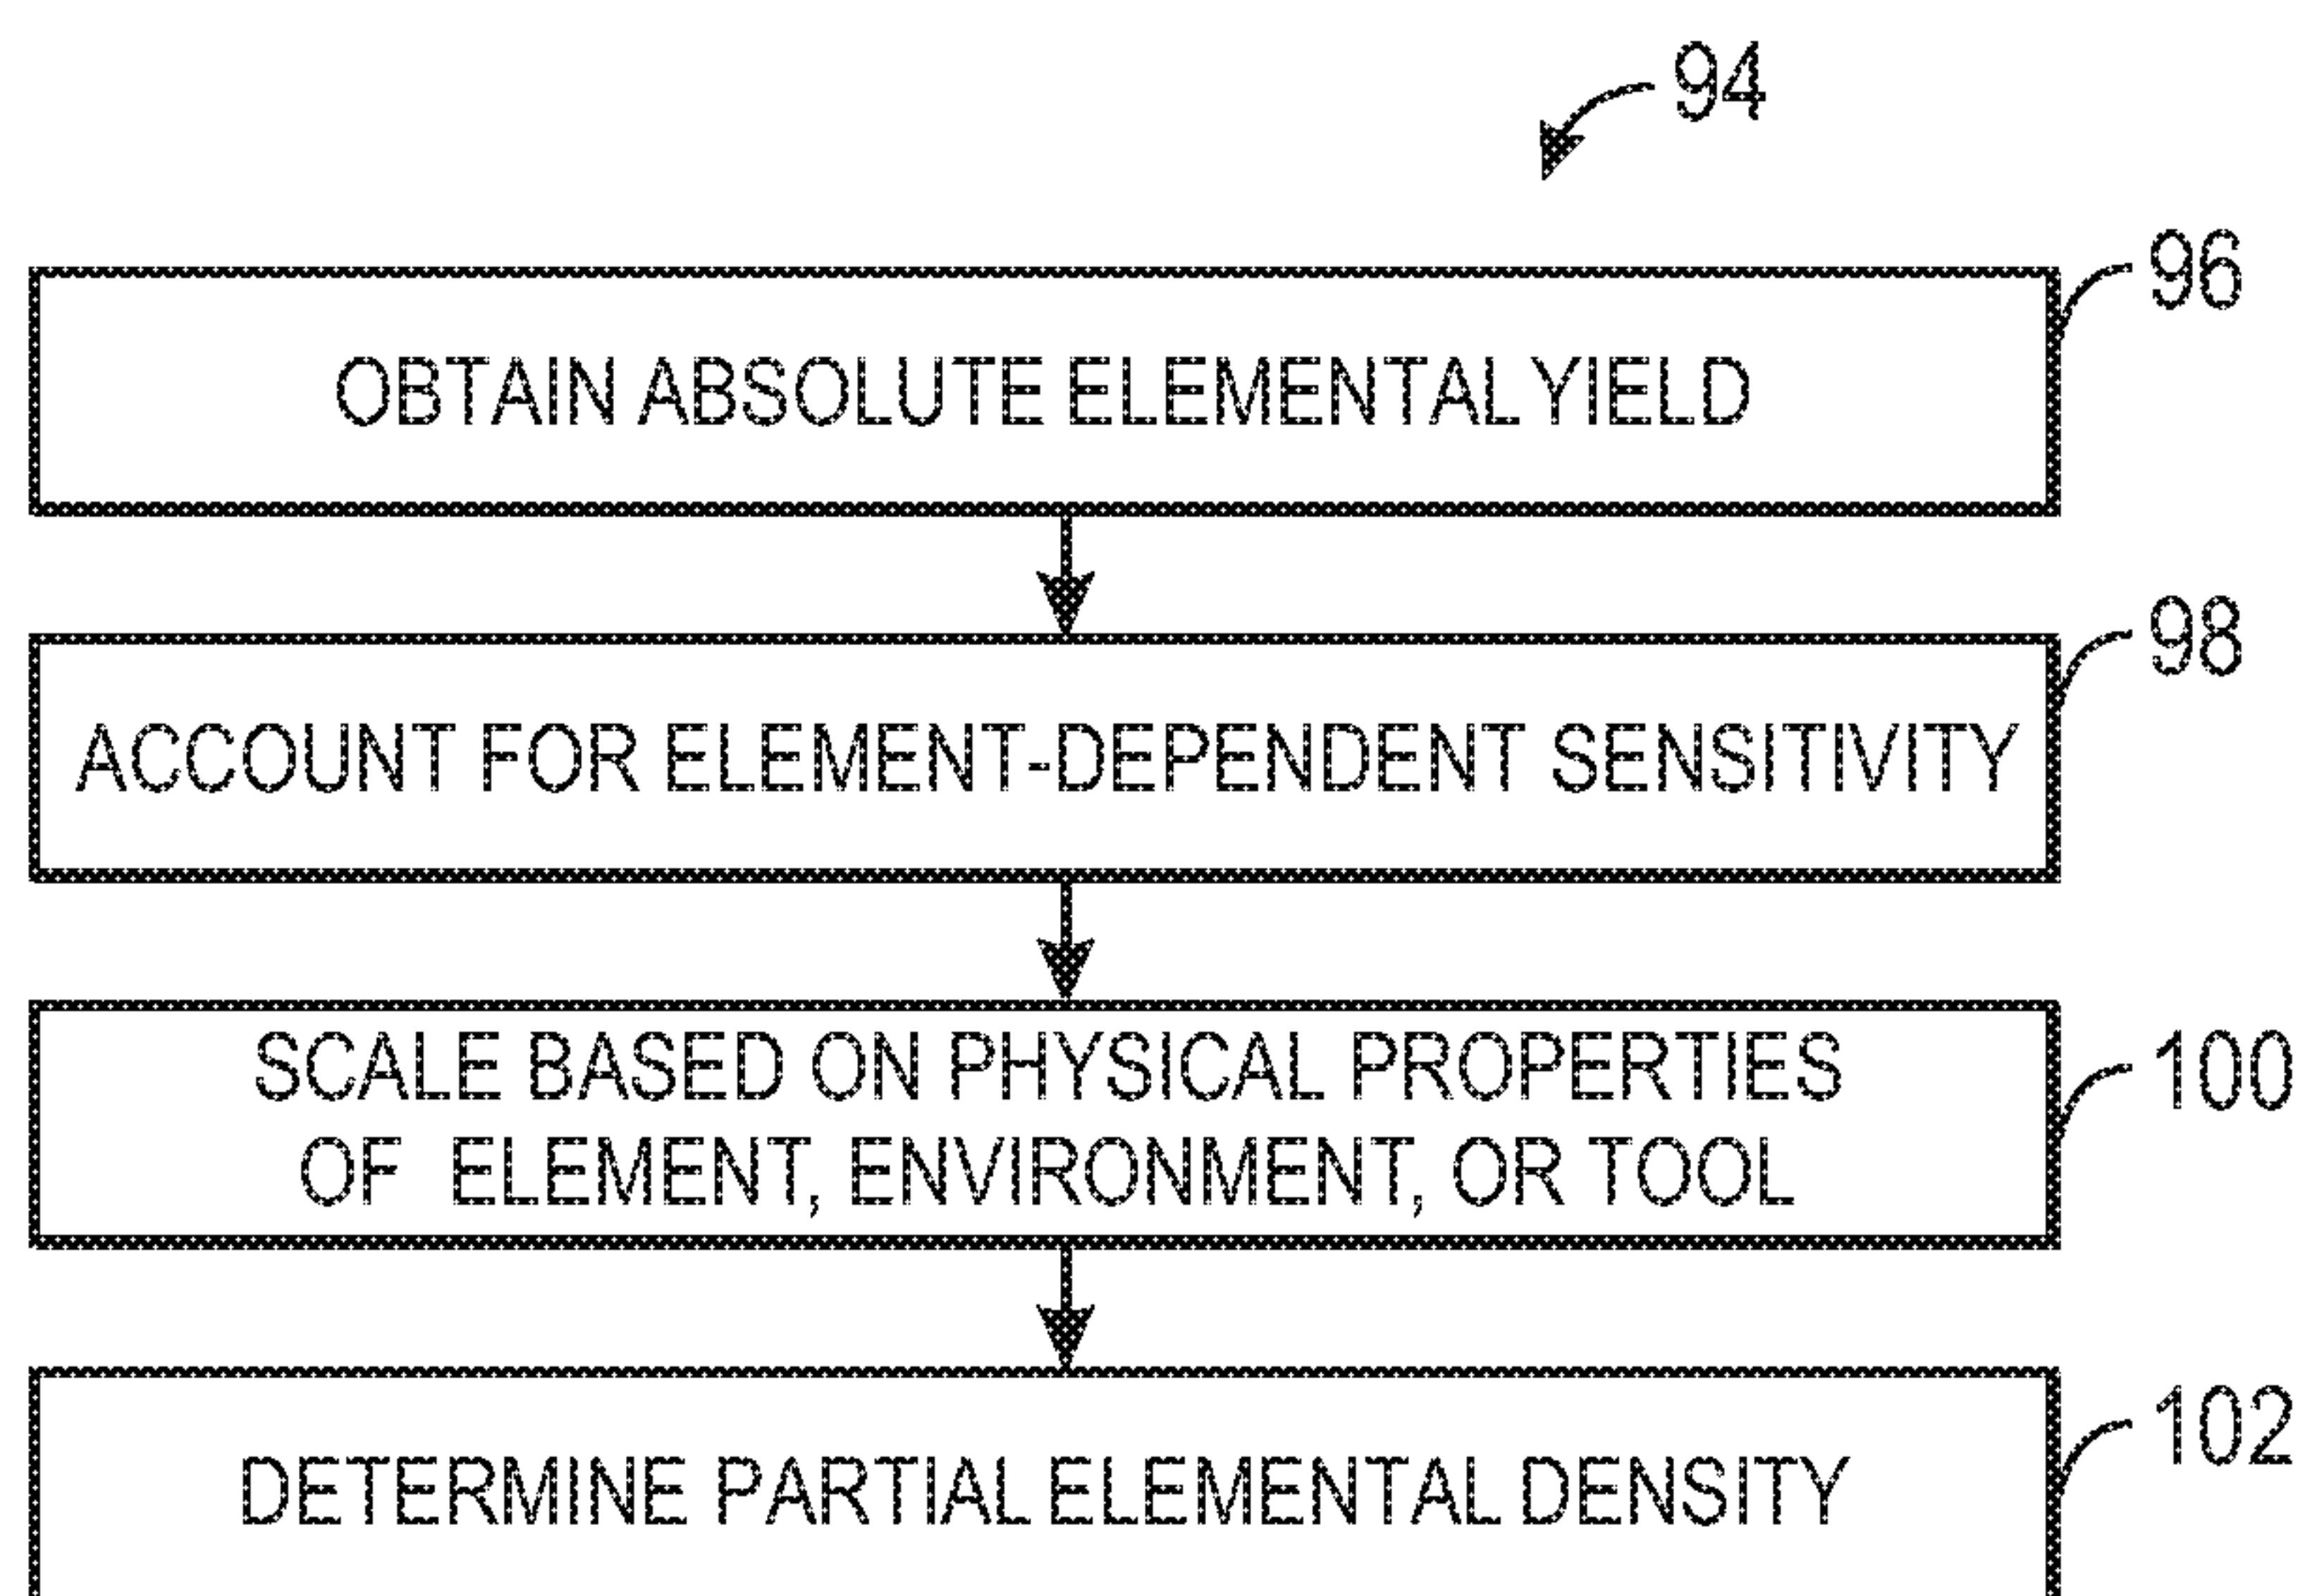 94
96
OBTAIN ABSOLUTE ELEMENTAL YIELD
98
ACCOUNT FOR ELEMENT-DEPENDENT SENSITIVITY
100
SCALE BASED ON PHYSICAL PROPERTIES
OF ELEMENT, ENVIRONMENT, OR TOOL
102
DETERMINE PARTIAL ELEMENTAL DENSITY